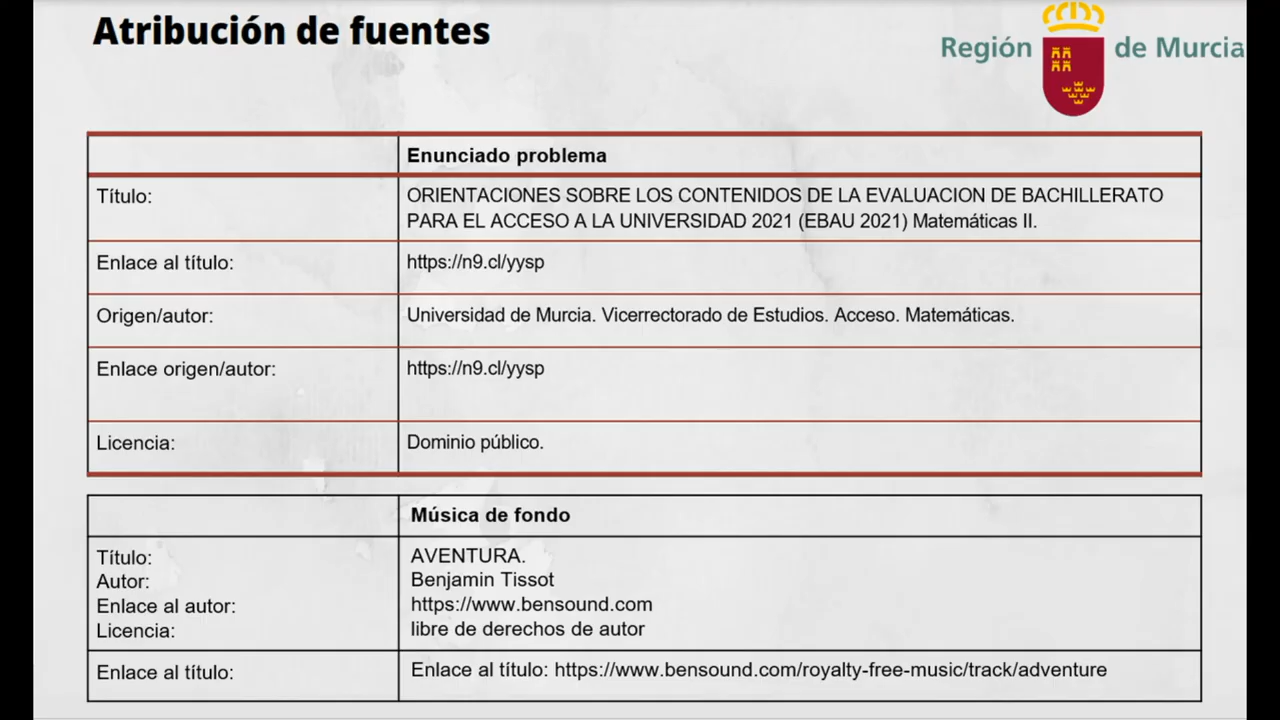 Atribución de fuentes
Región de Murcia
Enunciado problema
Título:
ORIENTACIONES SOBRE LOS CONTENIDOS DE LA EVALUACION DE BACHILLERATO
PARA EL ACCESO A LA UNIVERSIDAD 2021 (EBAU 2021) Matemáticas II.
Enlace al título:
https://n9.cl/yysp
Origen/autor:
Universidad de Murcia. Vicerrectorado de Estudios. Acceso. Matemáticas.
Enlace origen/autor:
https://n9.cl/yysp
Licencia:
Dominio público.
Música de fondo
Título:
AVENTURA.
Autor:
Benjamin Tissot
Enlace al autor:
https://www.bensound.com
Licencia:
libre de derechos de autor
Enlace al título:
Enlace al título: https://www.bensound.com/royalty-free-music/track/adventure